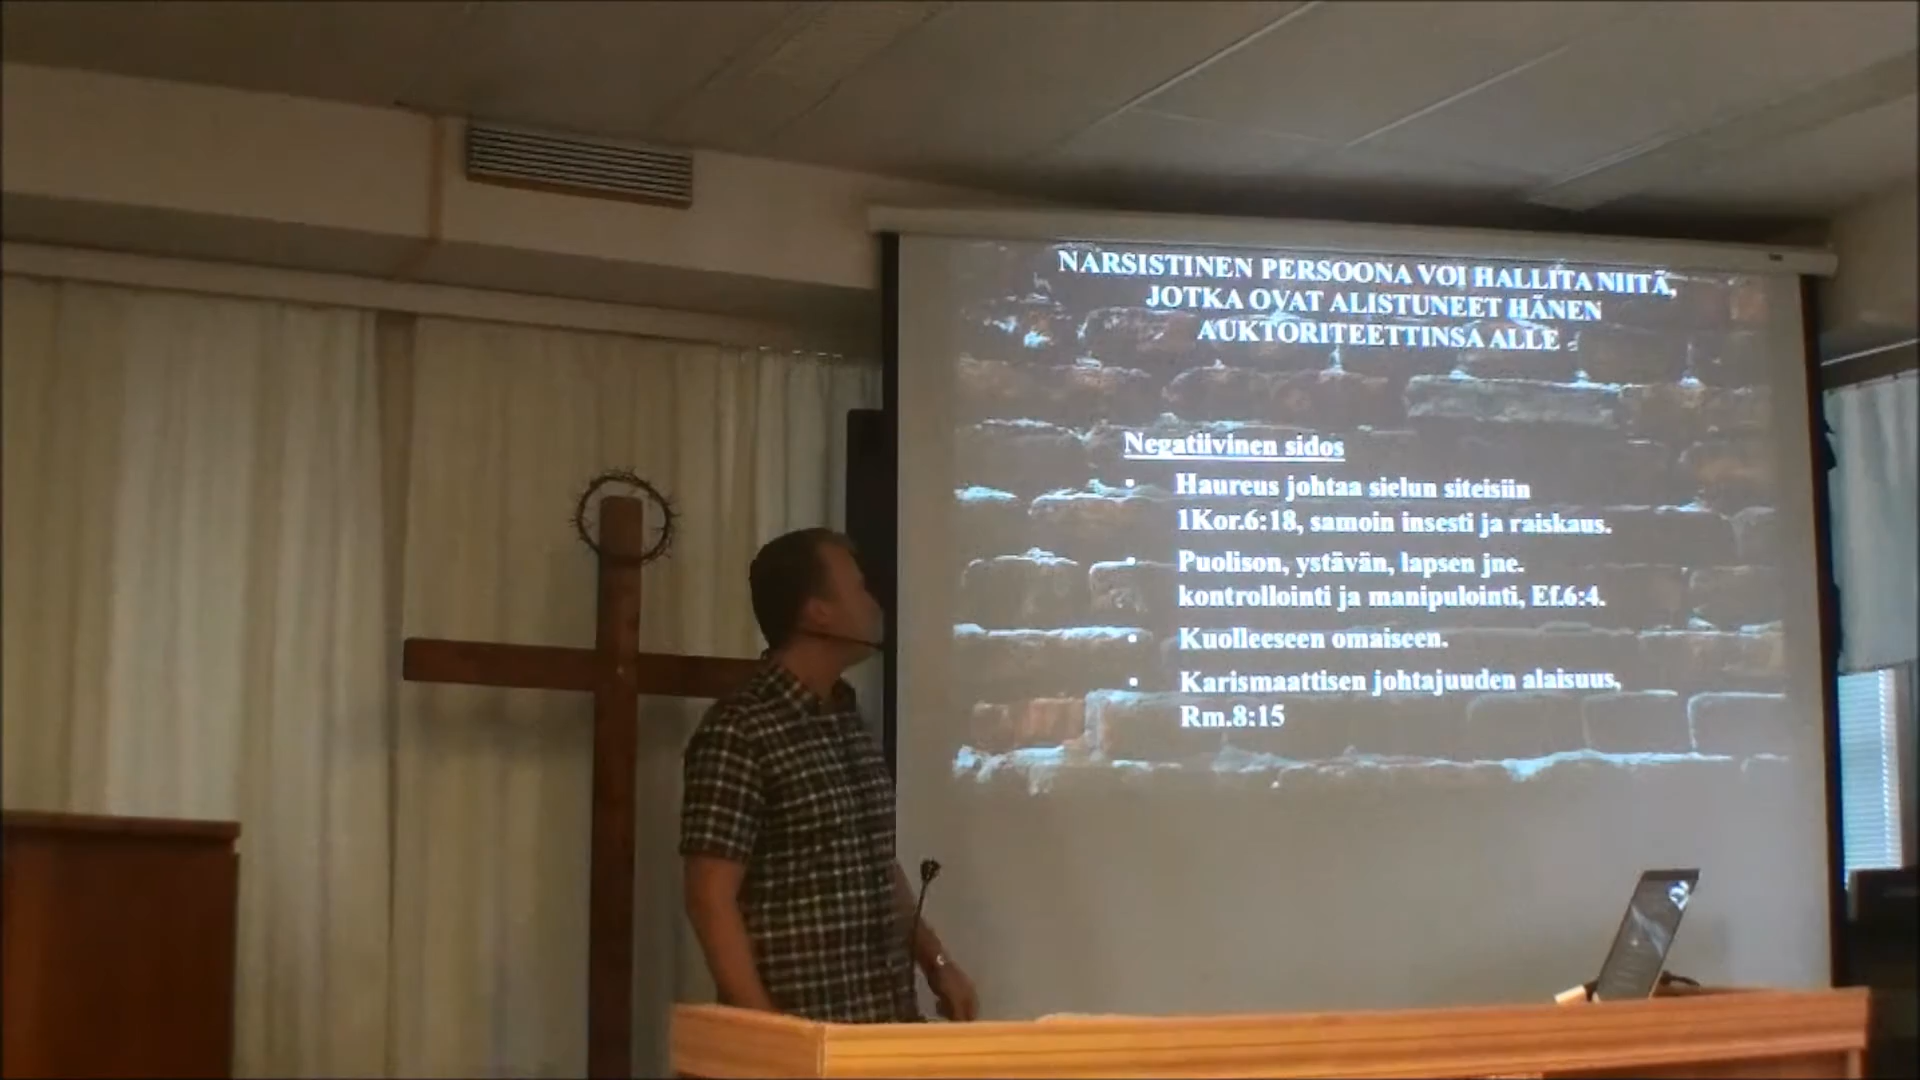 NARSISTINEN PERSOONA VOI HALLITA NIITÄ,
JOTKA OVAT ALISTUNEET HÄNEN
AUKTORITEETTINSA ALLE
Negatiivinen sidos
• Haureus johtaa sielun siteisiin
1Kor.6:18, samoin insesti ja raiskaus.
• Puolison, ystävän, lapsen jne.
kontrollointi ja manipulointi, Ef.6:4.
• Kuolleeseen omaiseen.
• Karismaattisen johtajuuden alaisuus,
Rm.8:15